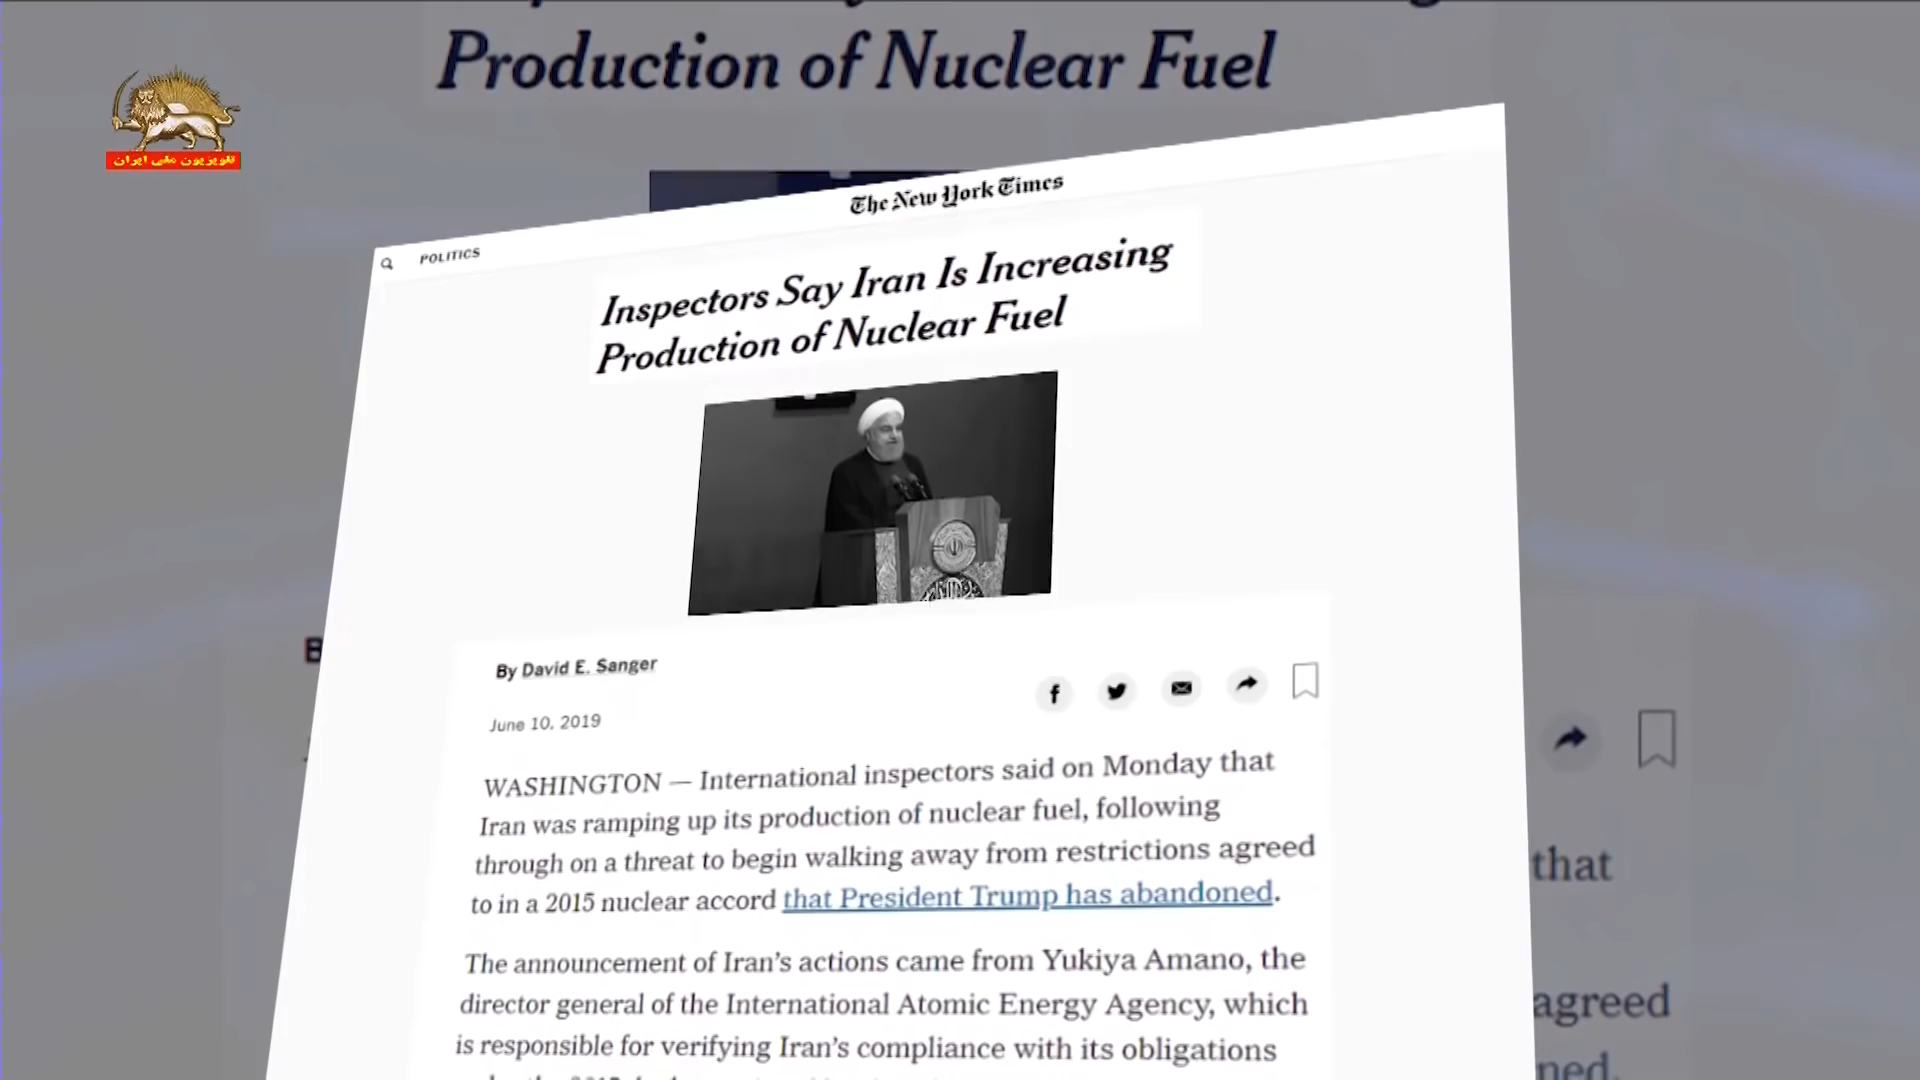 Production of Nuclear Fuel
تلویزیون ملی ایران
The New York Times
POLITICS
Inspectors Say Iran Is Increasing
Production of Nuclear Fuel
By David E. Sanger
June 10, 2019
WASHINGTON — International inspectors said on Monday that
Iran was ramping up its production of nuclear fuel, following
through on a threat to begin walking away from restrictions agreed
to in a 2015 nuclear accord that President Trump has abandoned.
The announcement of Iran’s actions came from Yukiya Amano, the
director general of the International Atomic Energy Agency, which
is responsible for verifying Iran’s compliance with its obligations
that
agreed